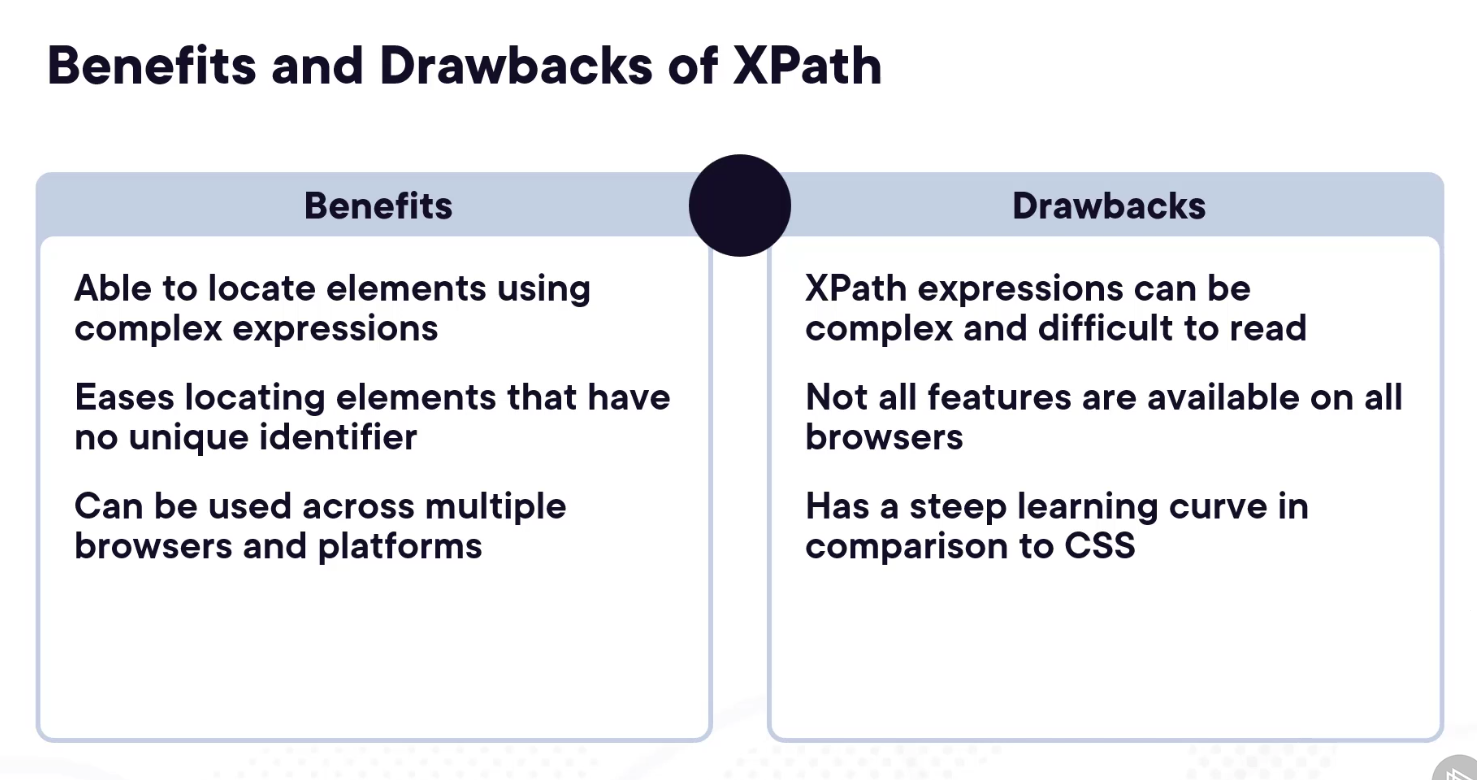 Benefits and Drawbacks of XPath
Benefits
Able to locate elements using
complex expressions
Eases locating elements that have
no unique identifier
Can be used across multiple
browsers and platforms
Drawbacks
XPath expressions can be
complex and difficult to read
Not all features are available on all
browsers
Has a steep learning curve in
comparison to CSS